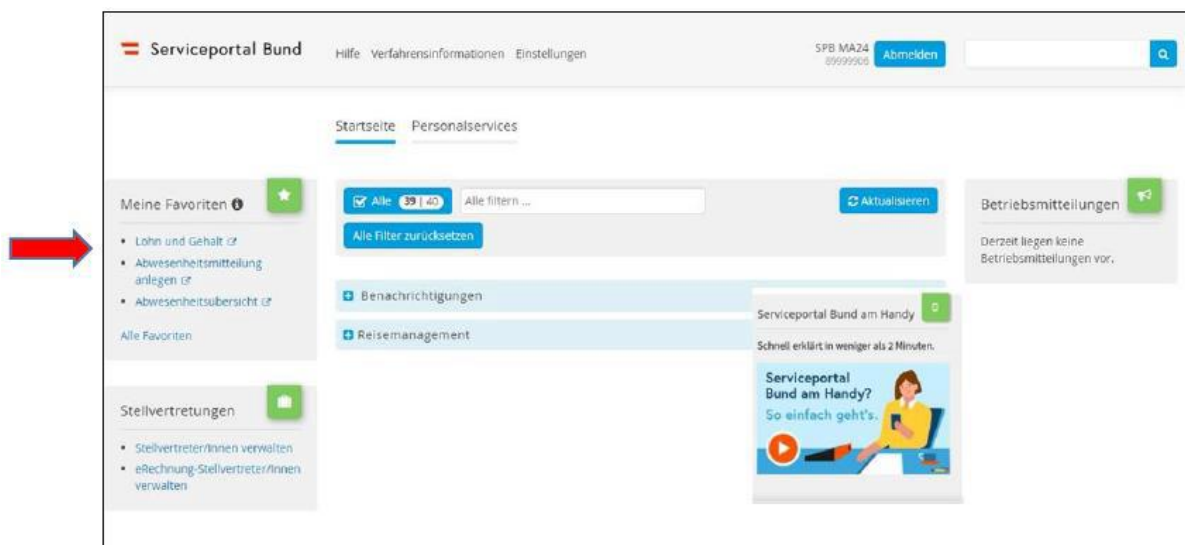 Serviceportal Bund
Hilfe Verfahrensinformationen Einstellungen
SPB MA24
89999906
Abmelden
Startseite Personalservices
Meine Favoriten
Lohn und Gehalt
Abwesenheitsmitteilung
anlegen
Abwesenheitsübersicht
Alle Favoriten
Stellvertretungen
Stellvertreter/Innen verwalten
eRechnung-Stellvertreter/Innen
verwalten
Alle 39 | 40
Alle filtern ...
Aktualisieren
Alle Filter zurücksetzen
Benachrichtigungen
Reisemanagement
Serviceportal Bund am Handy
Schnell erklärt in weniger als 2 Minuten.
Serviceportal
Bund am Handy?
So einfach geht's.
Betriebsmitteilungen
Derzeit liegen keine
Betriebsmitteilungen vor.